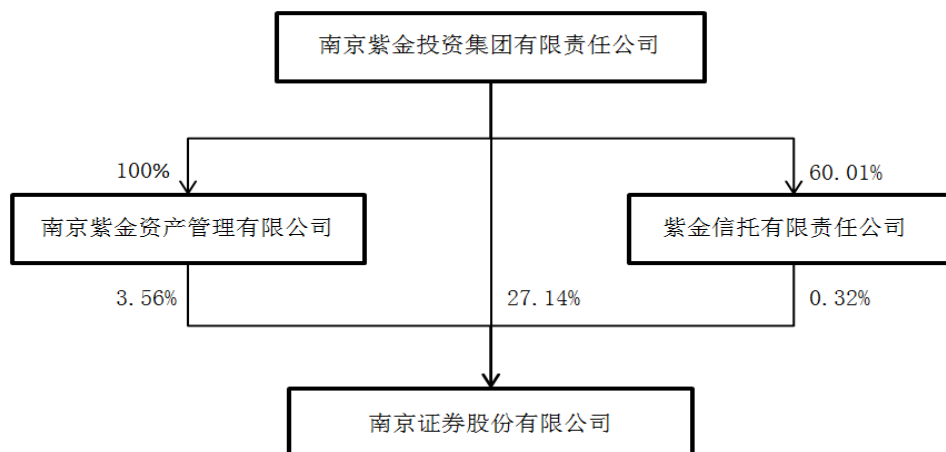 南京紫金投资集团有限责任公司
100%
60.01%
南京紫金资产管理有限公司
紫金信托有限责任公司
3.56%
27.14%
0.32%
南京证券股份有限公司